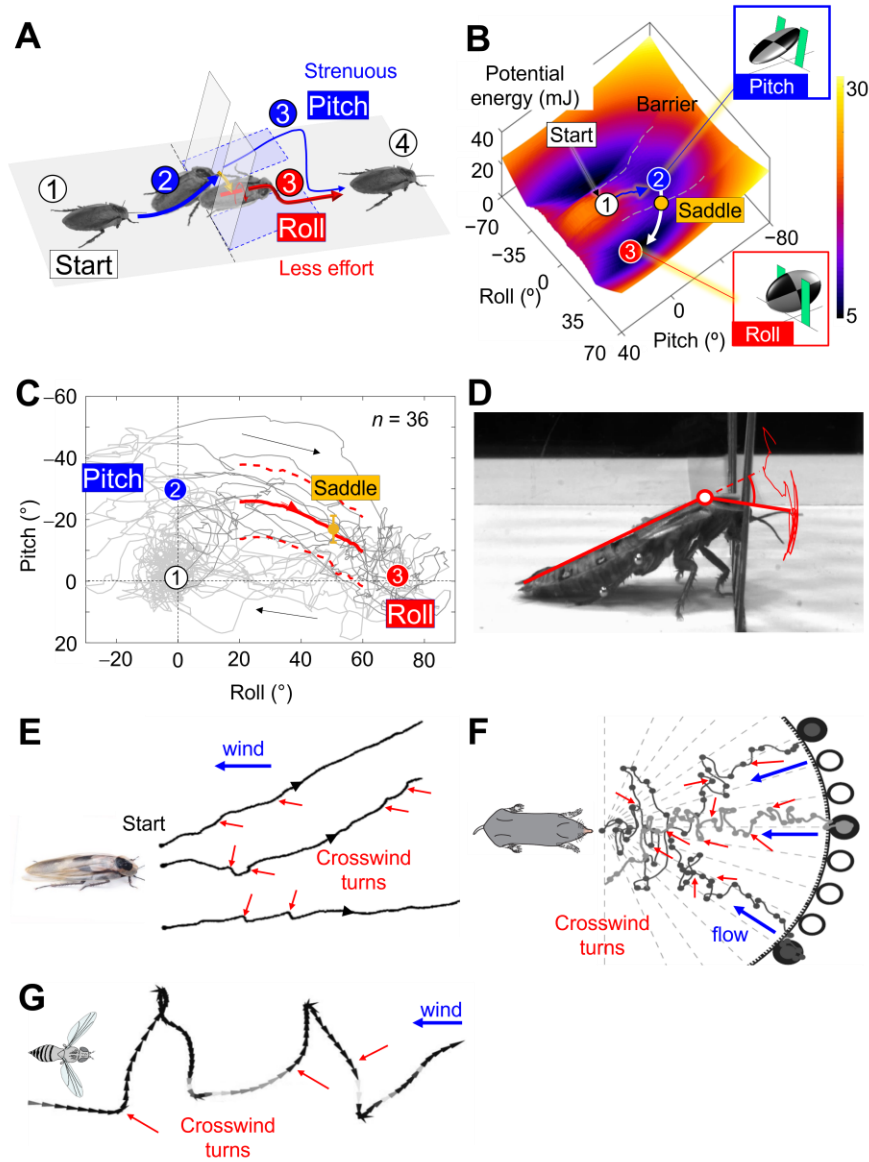 A
Strenuous
Pitch
3
4
2
1
3
Roll
Start
Less effort
B
Potential
energy (mJ)
Barrier
Pitch
30
Start
40
20
0
1
2
Saddle
−70
−35
0
35
70
Roll (º)
3
−80
0
40
Pitch (º)
Roll
5
C
n = 36
−60
−40
−20
0
20
Pitch (°)
Pitch
2
Saddle
1
3
Roll
−20
0
20
40
60
80
Roll (°)
D
E
wind
Start
Crosswind
turns
F
Crosswind
turns
flow
G
wind
Crosswind
turns